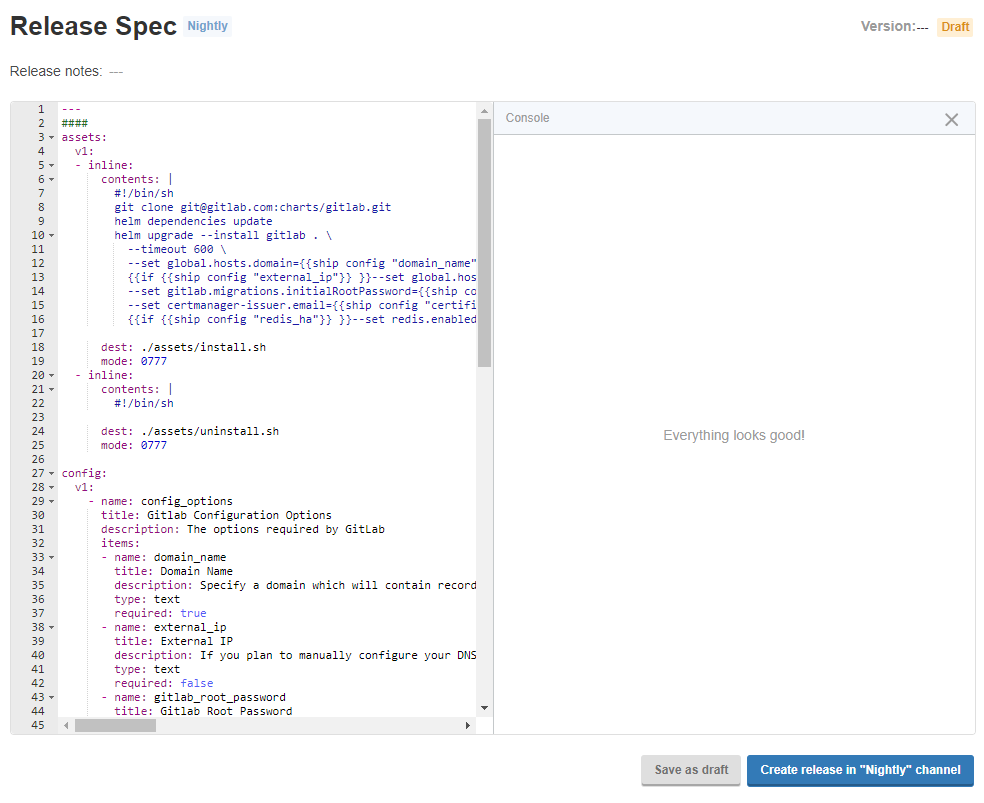 Release Spec Nightly
Version:--- Draft
Release notes: ---
1 ---
2 ####
3 assets:
4 v1:
5 - inline:
6 contents: |
7 #!/bin/sh
8 git clone git@gitlab.com:charts/gitlab.git
9 helm dependencies update
10 helm upgrade --install gitlab . \
11 --timeout 600 \
12 --set global.hosts.domain={{ship config "domain_name"
13 {{if {{ship config "external_ip"}} }}--set global.hos
14 --set gitlab.migrations.initialRootPassword={{ship co
15 --set certmanager-issuer.email={{ship config "certifi
16 {{if {{ship config "redis_ha"}} }}--set redis.enabled
17
18 dest: ./assets/install.sh
19 mode: 0777
20 - inline:
21 contents: |
22 #!/bin/sh
23
24 dest: ./assets/uninstall.sh
25 mode: 0777
26
27 config:
28 v1:
29 - name: config_options
30 title: Gitlab Configuration Options
31 description: The options required by GitLab
32 items:
33 - name: domain_name
34 title: Domain Name
35 description: Specify a domain which will contain record
36 type: text
37 required: true
38 - name: external_ip
39 title: External IP
40 description: If you plan to manually configure your DNS
41 type: text
42 required: false
43 - name: gitlab_root_password
44 title: Gitlab Root Password
45
Console
Everything looks good!
Save as draft
Create release in "Nightly" channel